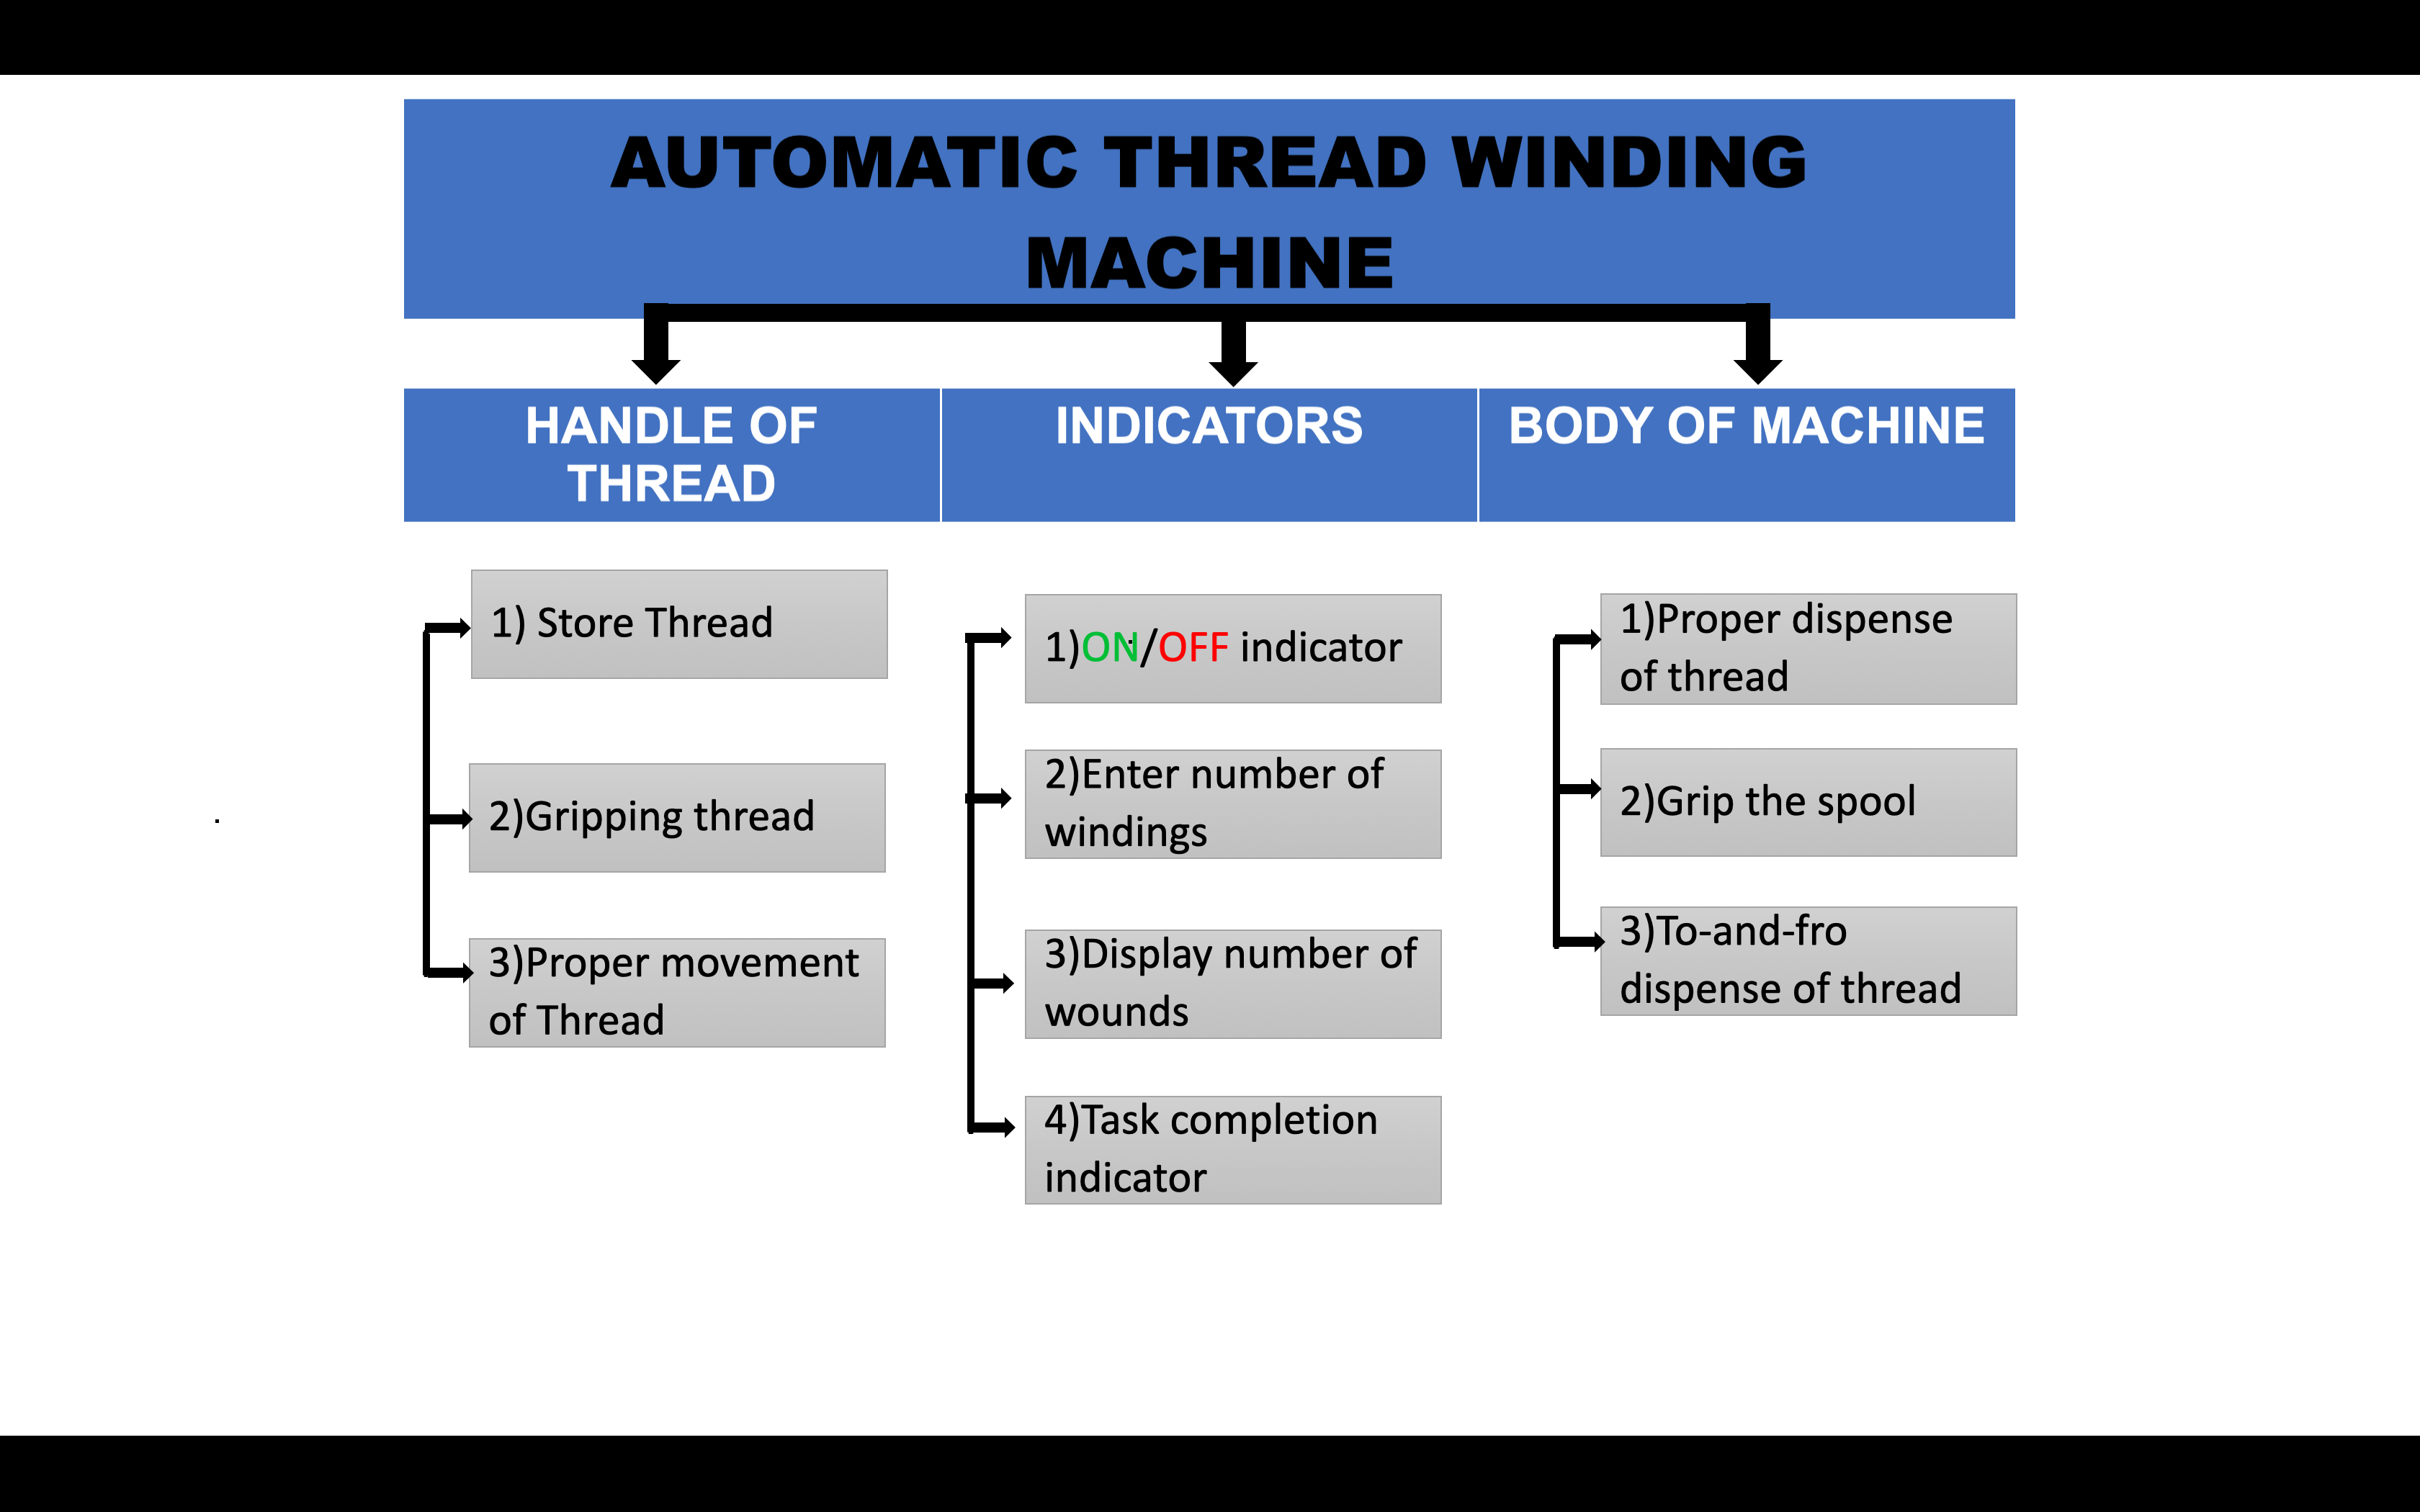 AUTOMATIC THREAD WINDING
MACHINE
HANDLE OF
THREAD
INDICATORS
BODY OF MACHINE
1) Store Thread
2)Gripping thread
3)Proper movement
of Thread
1)ON/OFF indicator
2)Enter number of
windings
3)Display number of
wounds
4)Task completion
indicator
1)Proper dispense
of thread
2)Grip the spool
3)To-and-fro
dispense of thread